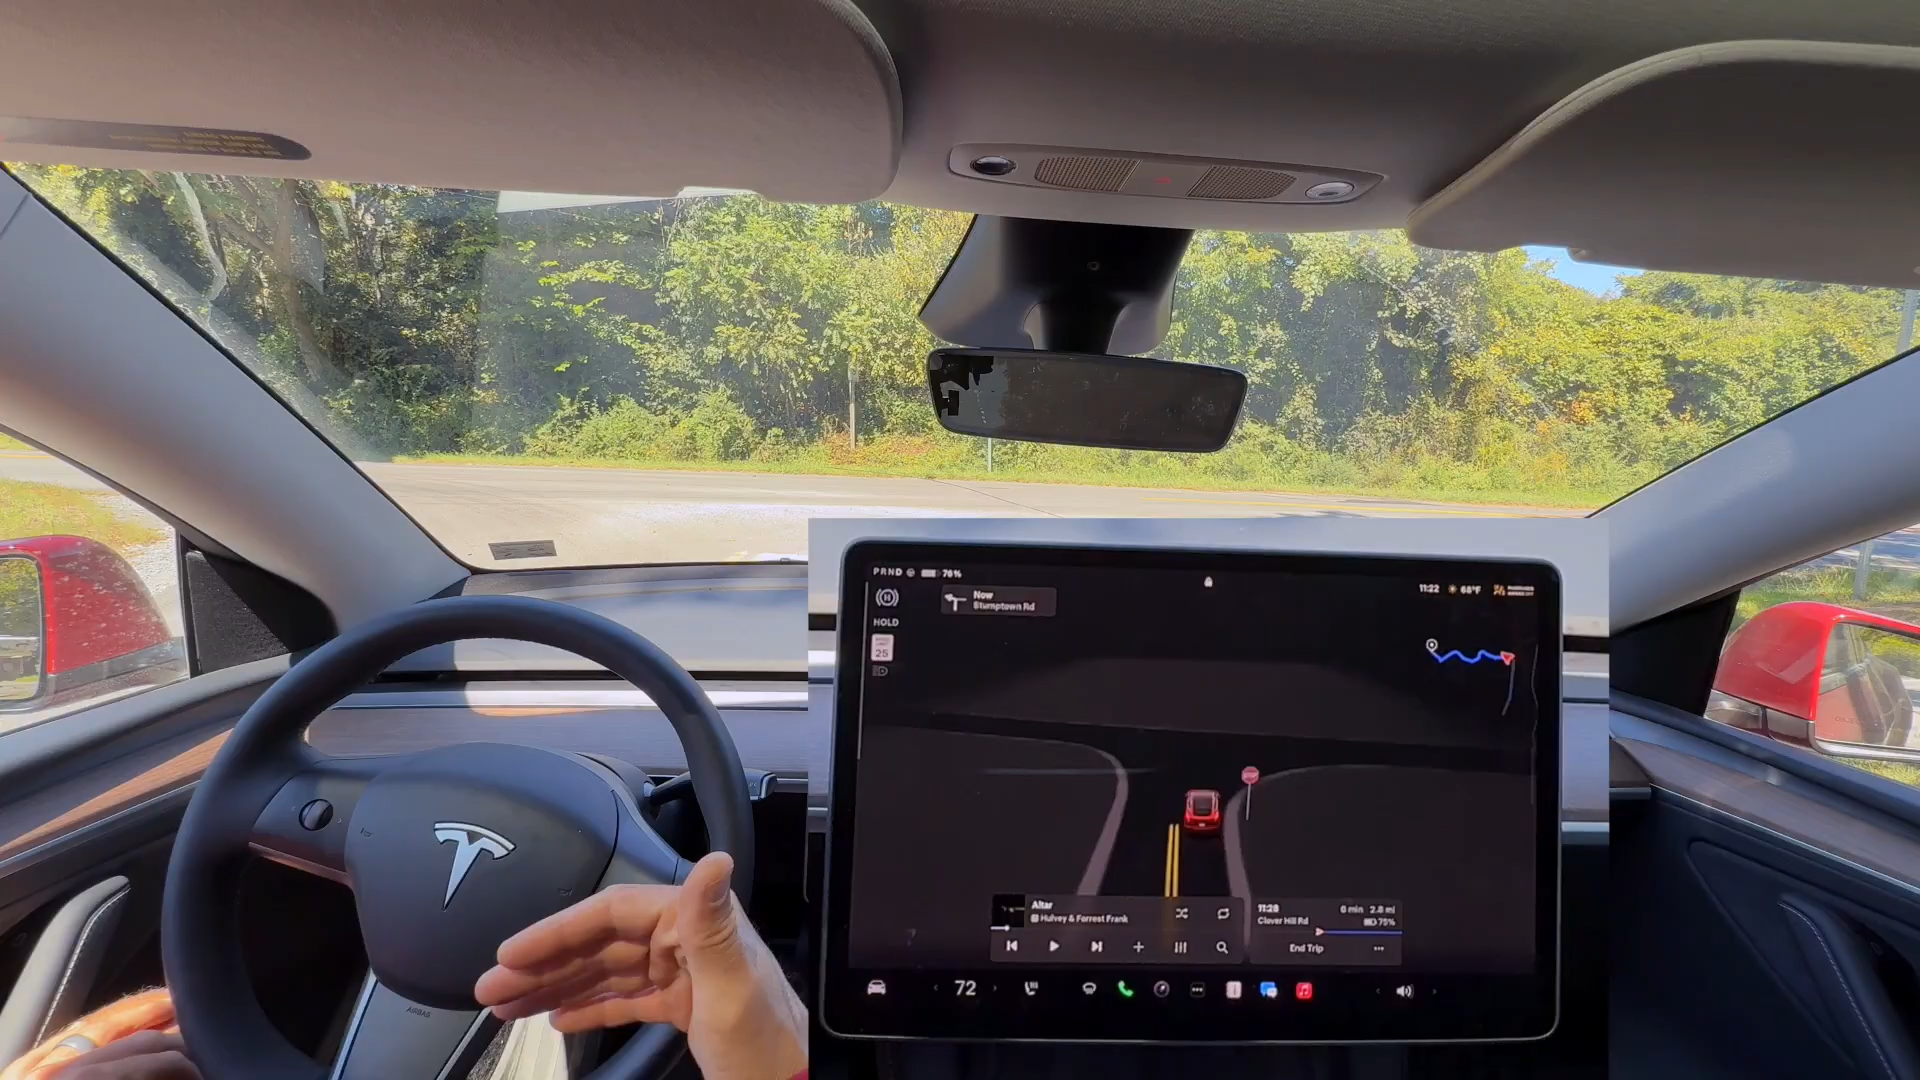 PRND
76%
11:22
68°F
Now
Stumptown Rd
HOLD
25
Altar
Hulvey & Forrest Frank
11:28
6 min 2.8 mi
Clover Hill Rd
75%
End Trip
72
AIRBAG